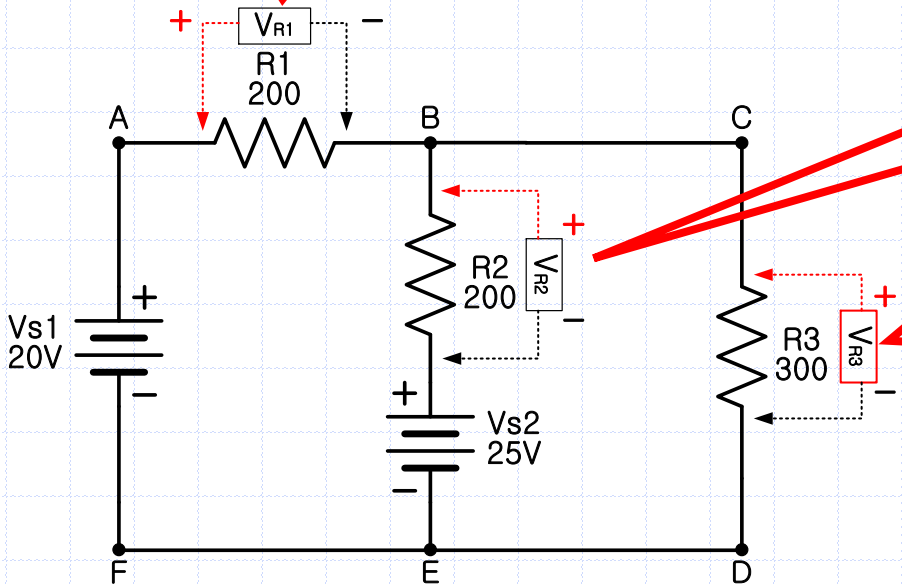 + VR1 −
R1
200
A
B
C
+
VR2
−
R2
200
+
VR3
−
R3
300
+
Vs1
20V
−
+
Vs2
25V
−
F
E
D